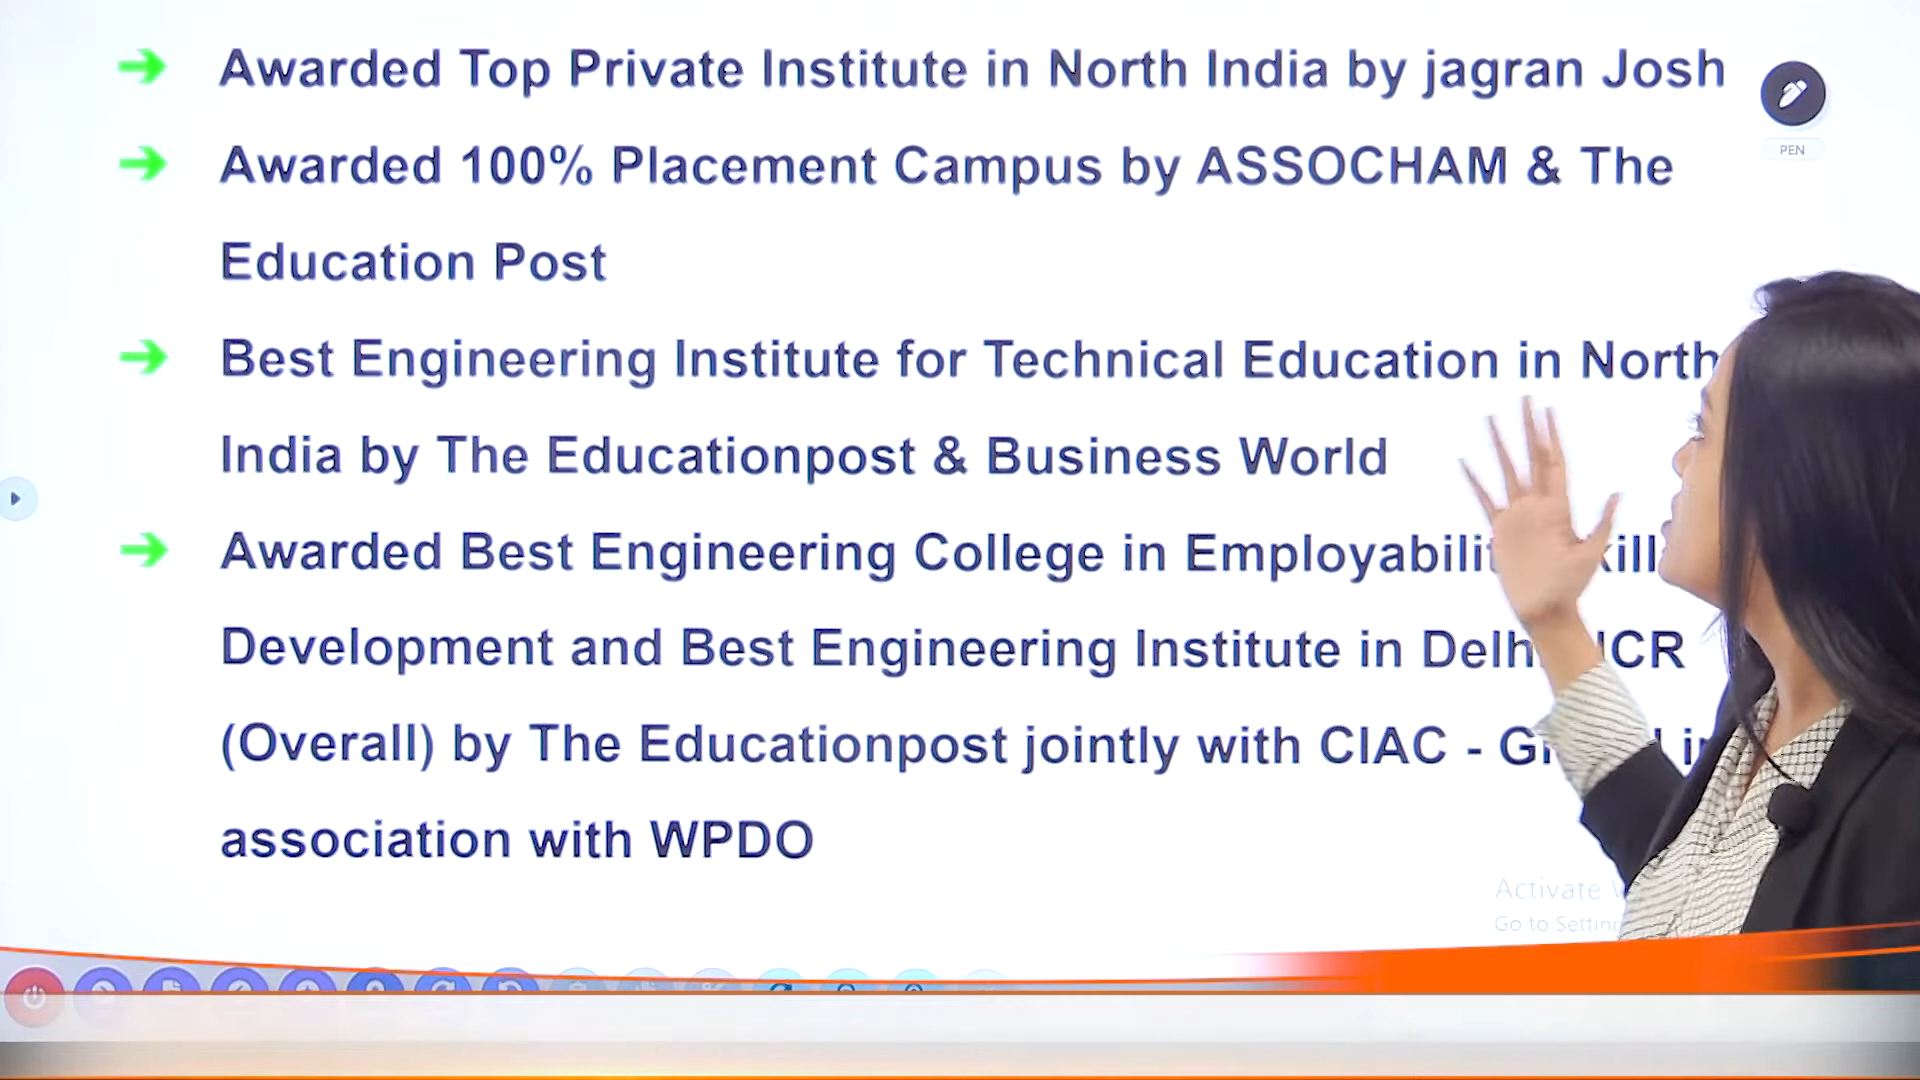 Awarded Top Private Institute in North India by jagran Josh
PEN
Awarded 100% Placement Campus by ASSOCHAM & The
Education Post
Best Engineering Institute for Technical Education in North
India by The Educationpost & Business World
Awarded Best Engineering College in
Development and Best Engineering Institute in
(Overall) by The Educationpost jointly with CIAC -
association with WPDO
Activate
Go to